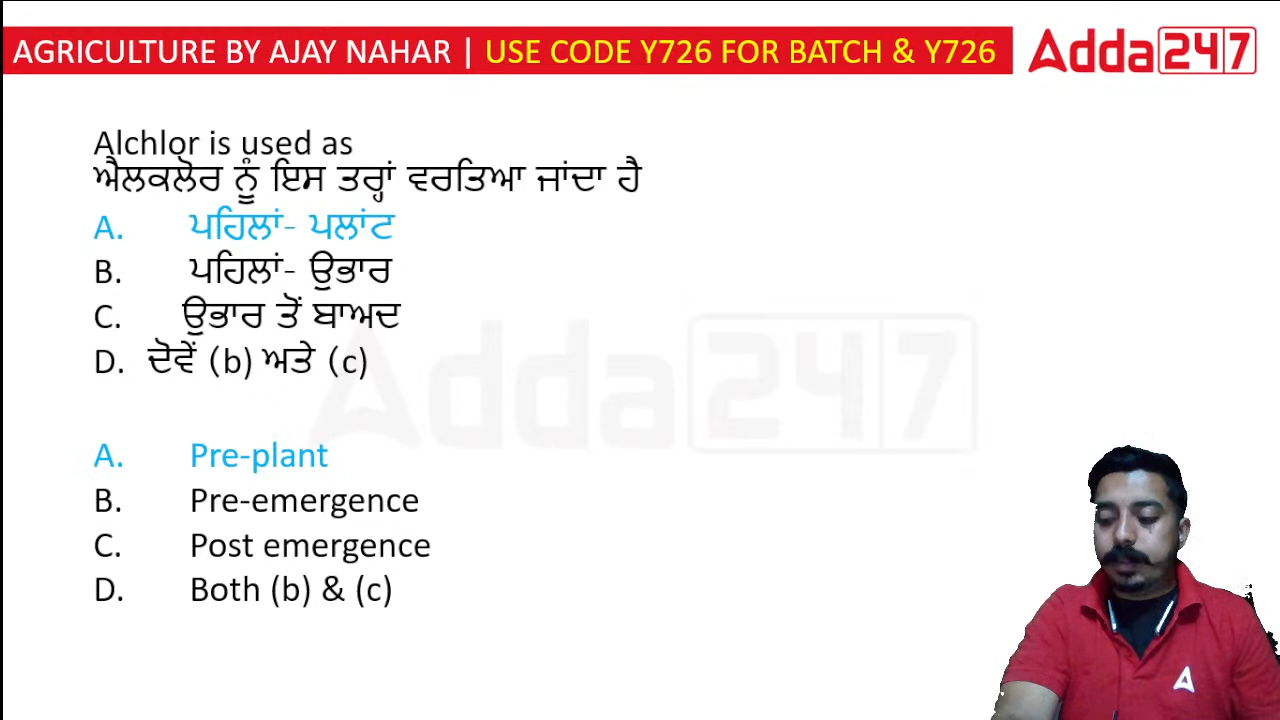 AGRICULTURE BY AJAY NAHAR | USE CODE Y726 FOR BATCH & Y726
Adda247
Alchlor is used as
ਐਲਕਲੋਰ ਨੂੰ ਇਸ ਤਰ੍ਹਾਂ ਵਰਤਿਆ ਜਾਂਦਾ ਹੈ
A. ਪਹਿਲਾਂ- ਪਲਾਂਟ
B. ਪਹਿਲਾਂ- ਉਭਾਰ
C. ਉਭਾਰ ਤੋਂ ਬਾਅਦ
D. ਦੋਵੇਂ (b) ਅਤੇ (c)
Adda247
A. Pre-plant
B. Pre-emergence
C. Post emergence
D. Both (b) & (c)